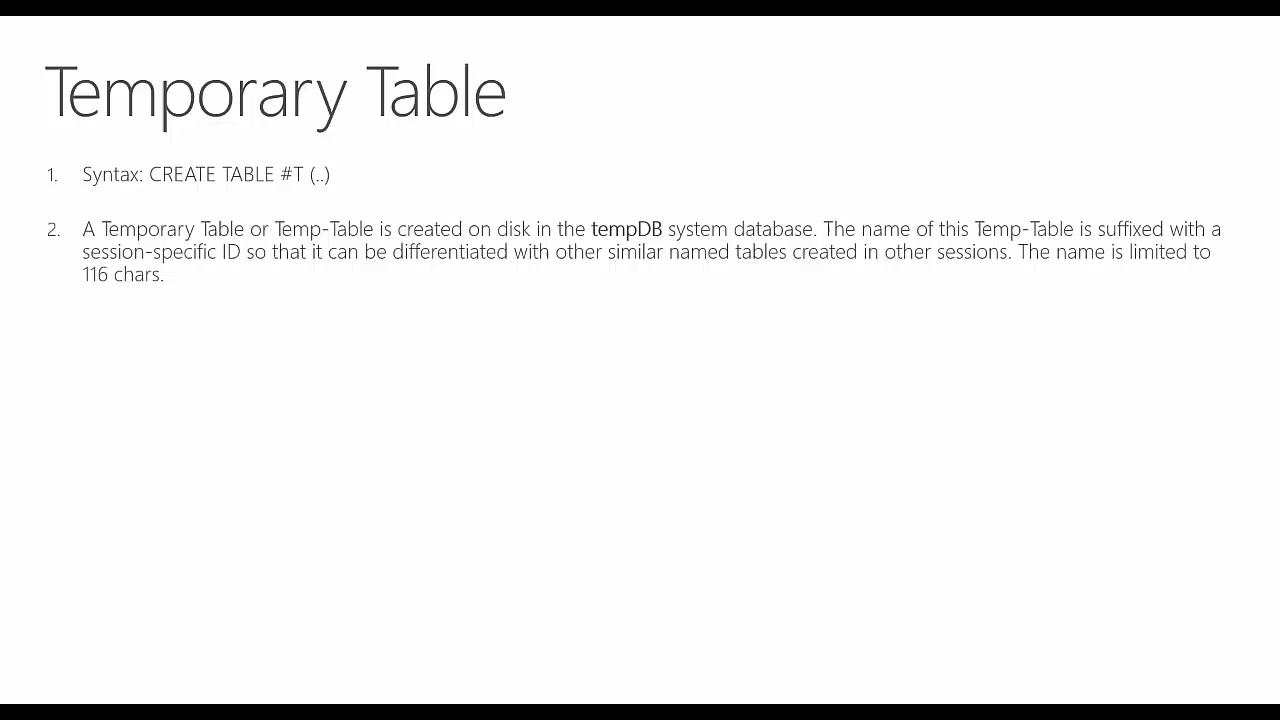 Temporary Table
1. Syntax: CREATE TABLE #T (..)
2. A Temporary Table or Temp-Table is created on disk in the tempDB system database. The name of this Temp-Table is suffixed with a
session-specific ID so that it can be differentiated with other similar named tables created in other sessions. The name is limited to
116 chars.